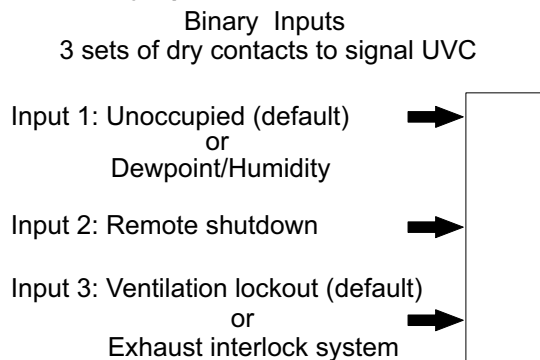 Binary Inputs
3 sets of dry contacts to signal UVC
Input 1: Unoccupied (default)
or
Dewpoint/Humidity
Input 2: Remote shutdown
Input 3: Ventilation lockout (default)
or
Exhaust interlock system